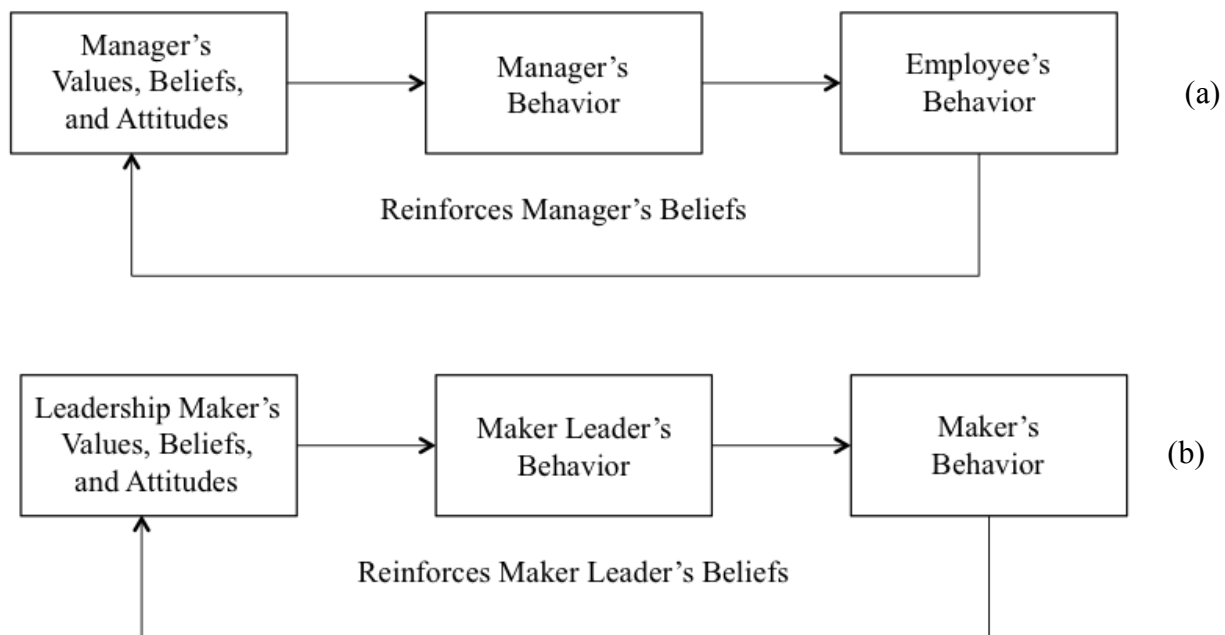 Manager’s
Values, Beliefs,
and Attitudes
Manager’s
Behavior
Employee’s
Behavior
(a)
Reinforces Manager’s Beliefs
Leadership Maker’s
Values, Beliefs,
and Attitudes
Maker Leader’s
Behavior
Maker’s
Behavior
(b)
Reinforces Maker Leader’s Beliefs